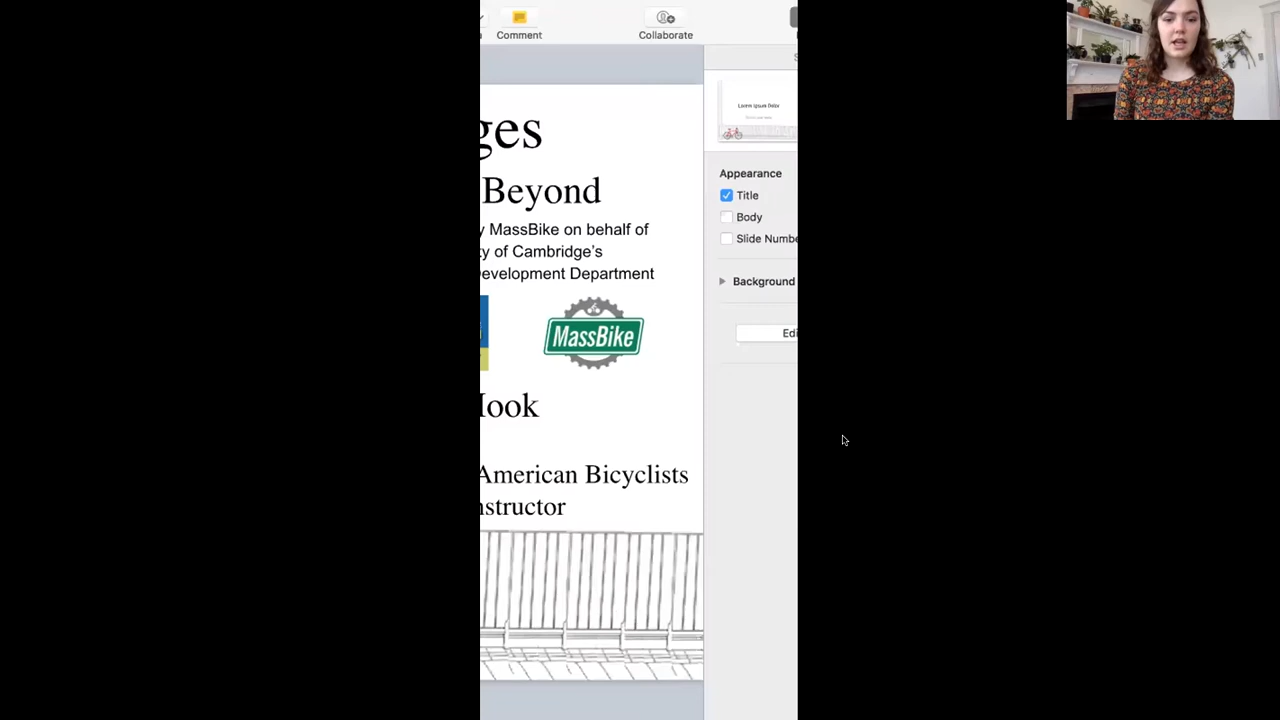 Comment
Collaborate
ges
Beyond
y MassBike on behalf of
ty of Cambridge's
evelopment Department
MassBike
Hook
American Bicyclists
nstructor
Lorem Ipsum Dolor
Appearance
Title
Body
Slide Numbe
Background
Edi